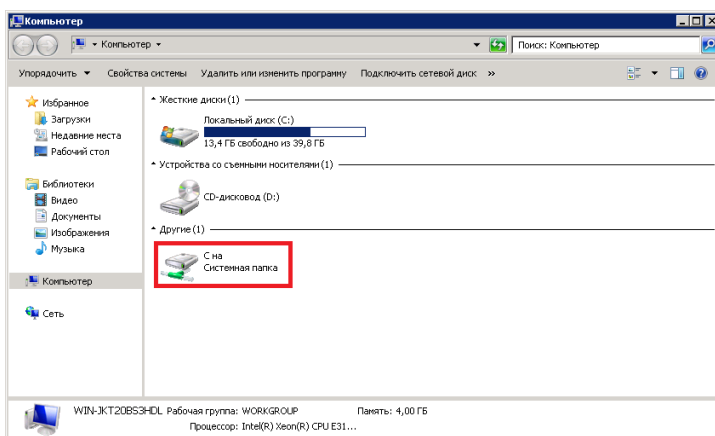 Компьютер
Компьютер
Поиск: Компьютер
Упорядочить Свойства системы Удалить или изменить программу Подключить сетевой диск »
Избранное
Загрузки
Недавние места
Рабочий стол
Библиотеки
Видео
Документы
Изображения
Музыка
Компьютер
Сеть
Жесткие диски (1)
Локальный диск (C:)
13,4 ГБ свободно из 39,8 ГБ
Устройства со съемными носителями (1)
CD-дисковод (D:)
Другие (1)
C на
Системная папка
WIN-JKT20BS3HDL Рабочая группа: WORKGROUP Память: 4,00 ГБ
Процессор: Intel(R) Xeon(R) CPU E31...